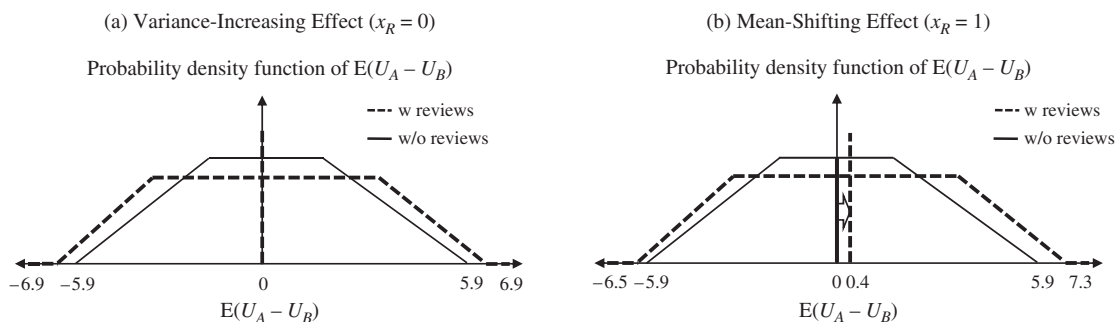 (a) Variance-Increasing Effect (x_R = 0)
Probability density function of E(U_A – U_B)
w reviews
w/o reviews
–6.9 –5.9 0 5.9 6.9
E(U_A – U_B)
(b) Mean-Shifting Effect (x_R = 1)
Probability density function of E(U_A – U_B)
w reviews
w/o reviews
–6.5 –5.9 0 0.4 5.9 7.3
E(U_A – U_B)